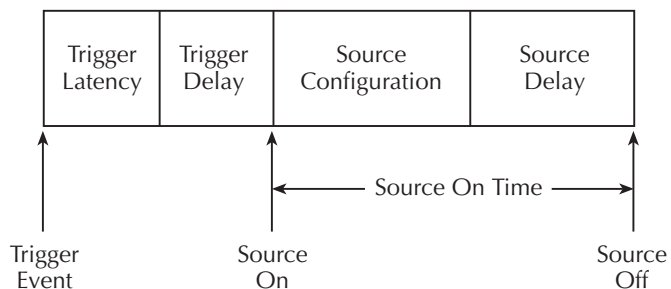 Trigger
Latency
Trigger
Delay
Source
Configuration
Source
Delay
Source On Time
Trigger
Event
Source
On
Source
Off